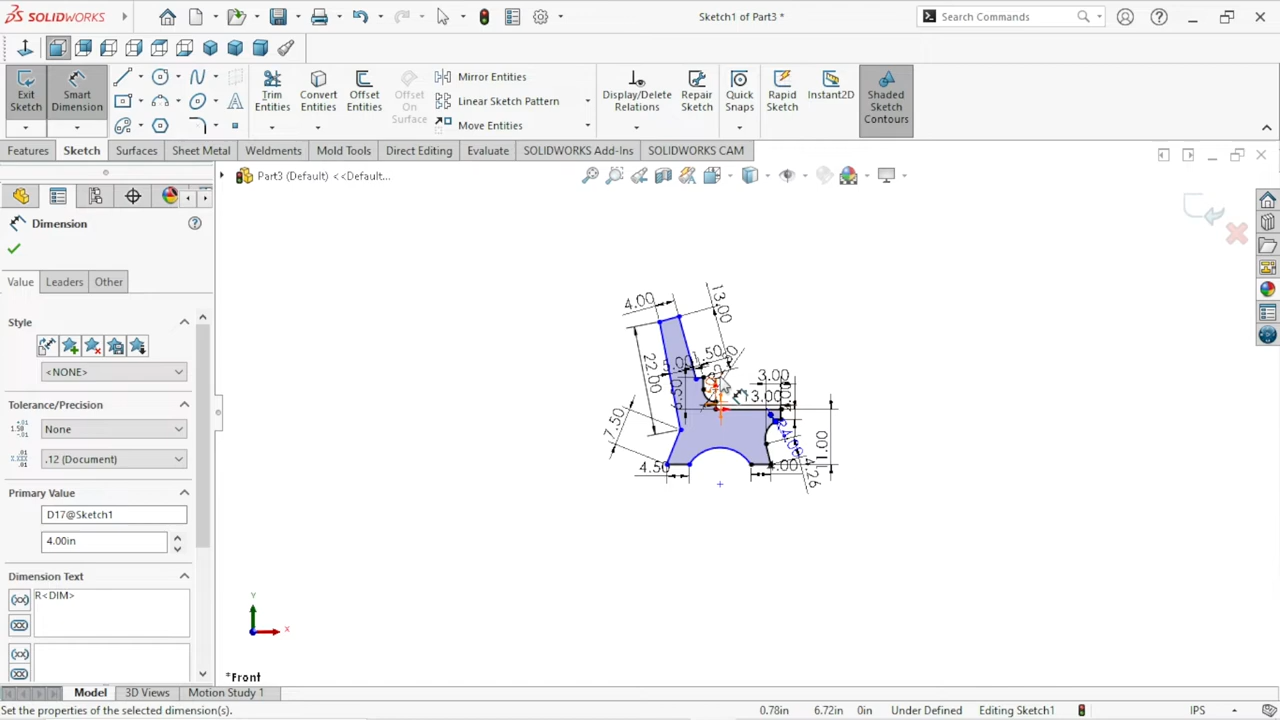 SOLIDWORKS
Sketch1 of Part3 *
Search Commands
Exit Sketch
Smart Dimension
Trim Entities
Convert Entities
Offset Entities
Offset On Surface
Mirror Entities
Linear Sketch Pattern
Move Entities
Display/Delete Relations
Repair Sketch
Quick Snaps
Rapid Sketch
Instant2D
Shaded Sketch Contours
Features
Sketch
Surfaces
Sheet Metal
Weldments
Mold Tools
Direct Editing
Evaluate
SOLIDWORKS Add-Ins
SOLIDWORKS CAM
Part3 (Default) <<Default...
Dimension
Value
Leaders
Other
Style
<NONE>
Tolerance/Precision
None
.12 (Document)
Primary Value
D17@Sketch1
4.00in
Dimension Text
R<DIM>
4.00
13.00
22.00
5.00
7.50
4.50
3.00
13.00
11.00
4.26
Y
X
*Front
Model
3D Views
Motion Study 1
Set the properties of the selected dimension(s).
0.78in
6.72in
0in
Under Defined
Editing Sketch1
IPS